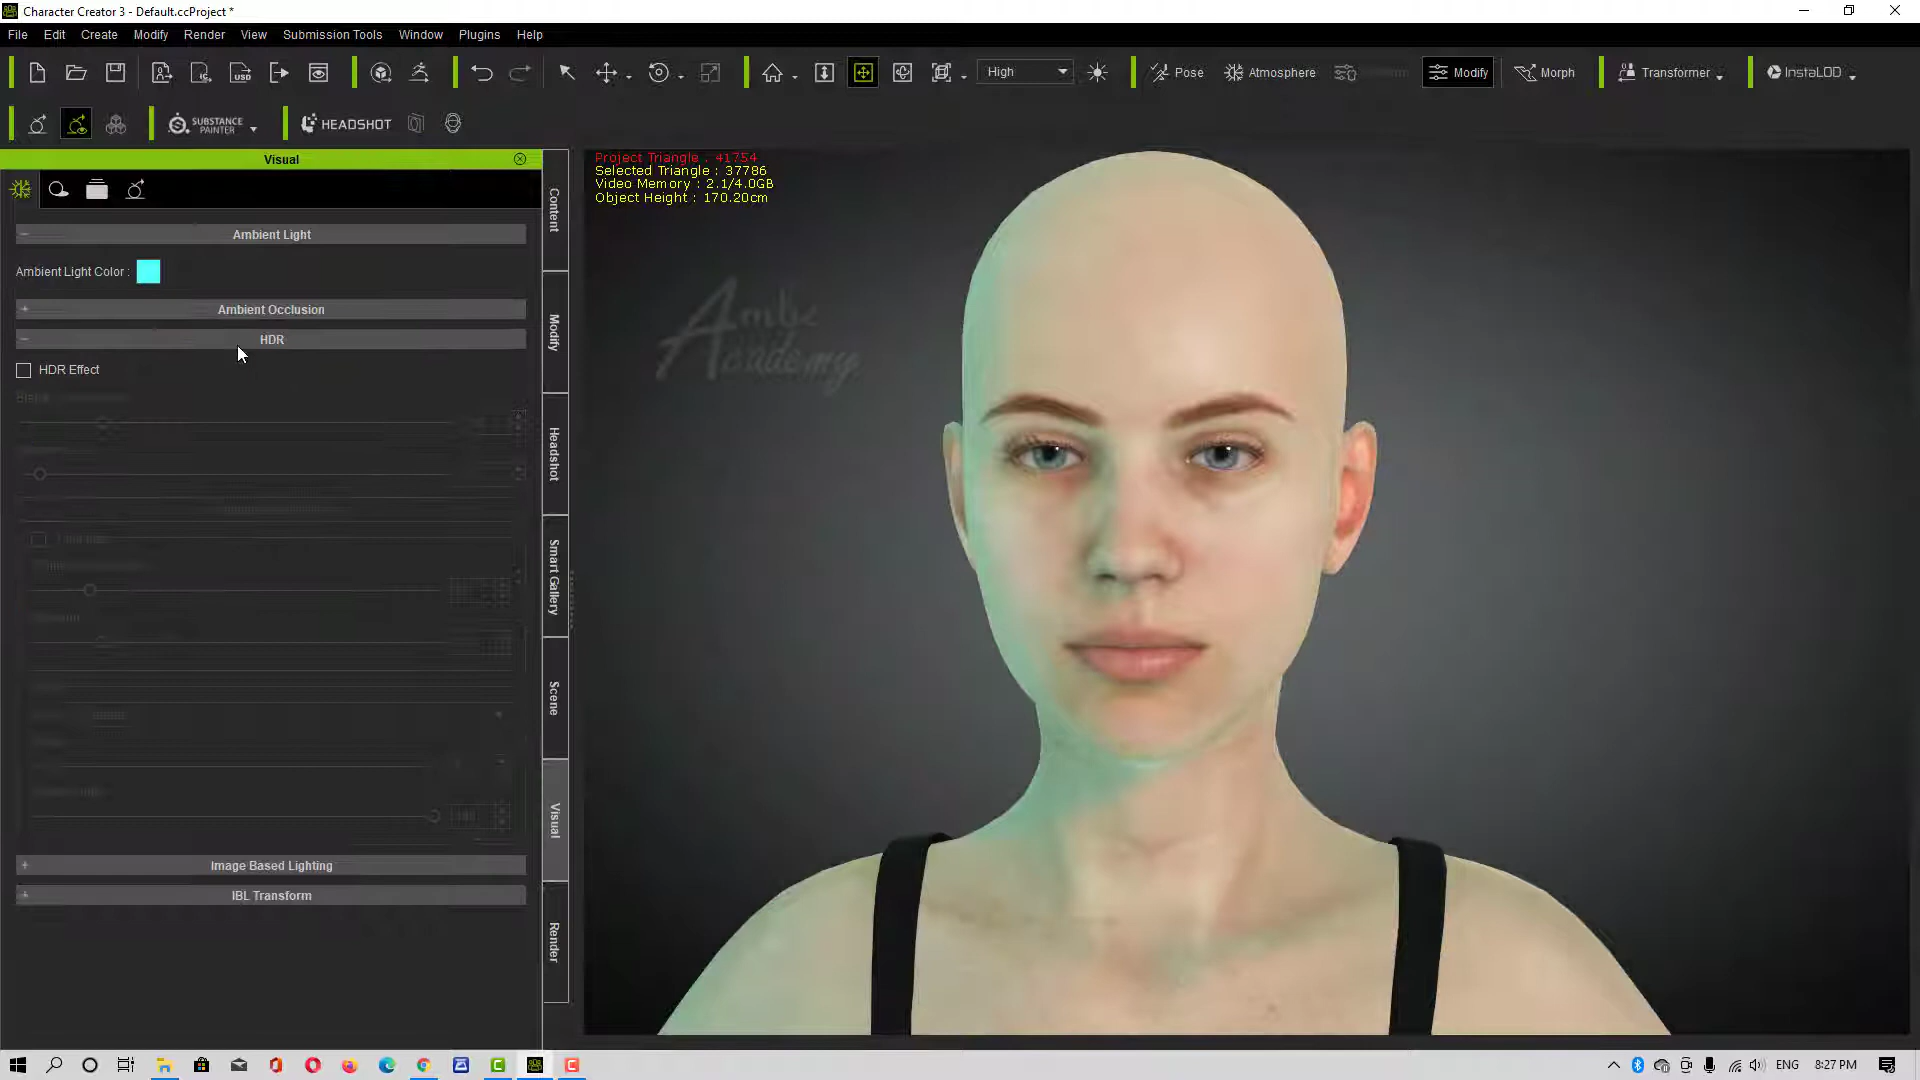 Character Creator 3 - Default.ccProject *
File Edit Create Modify Render View Submission Tools Window Plugins Help
High Pose Atmosphere Modify Morph Transformer InstaLOD
SUBSTANCE PAINTER HEADSHOT
Visual
Ambient Light
Ambient Light Color :
Ambient Occlusion
HDR
HDR Effect
Image Based Lighting
IBL Transform
Content
Modify
Headshot
Smart Gallery
Scene
Visual
Render
Project Triangle : 41754
Selected Triangle : 37786
Video Memory : 2.1/4.0GB
Object Height : 170.20cm
Academy
ENG 8:27 PM